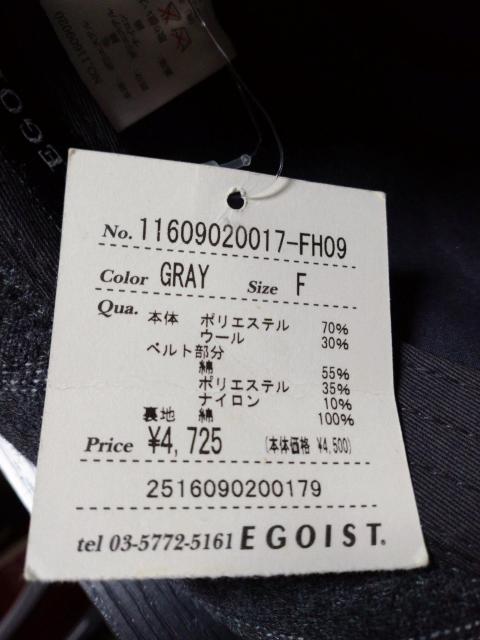 NO.11609020
EGO
No. 11609020017-FH09
Color GRAY Size F
Qua. 本体 ポリエステル 70%
ウール 30%
ベルト部分
綿 55%
ポリエステル 35%
ナイロン 10%
裏地 綿 100%
Price ¥4,725 (本体価格 ¥4,500)
2516090200179
tel 03-5772-5161 EGOIST®